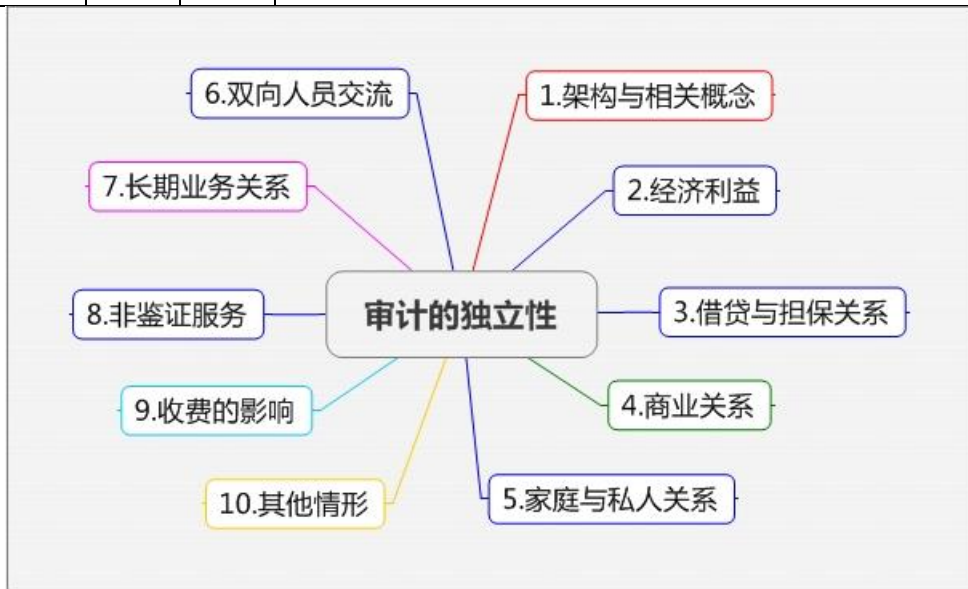 审计的独立性
1.架构与相关概念
2.经济利益
3.借贷与担保关系
4.商业关系
5.家庭与私人关系
6.双向人员交流
7.长期业务关系
8.非鉴证服务
9.收费的影响
10.其他情形